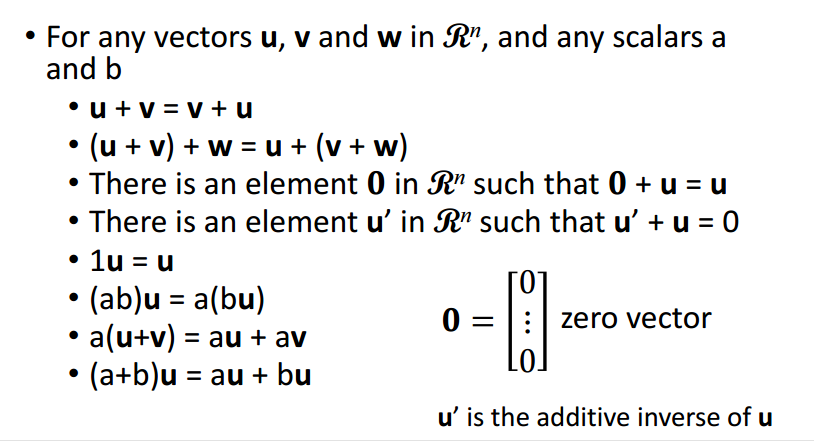 • For any vectors u, v and w in ℛⁿ, and any scalars a
and b
• u + v = v + u
• (u + v) + w = u + (v + w)
• There is an element 0 in ℛⁿ such that 0 + u = u
• There is an element u′ in ℛⁿ such that u′ + u = 0
• 1u = u
• (ab)u = a(bu)
• a(u+v) = au + av
• (a+b)u = au + bu
0 = [0 ⋮ 0] zero vector
u′ is the additive inverse of u